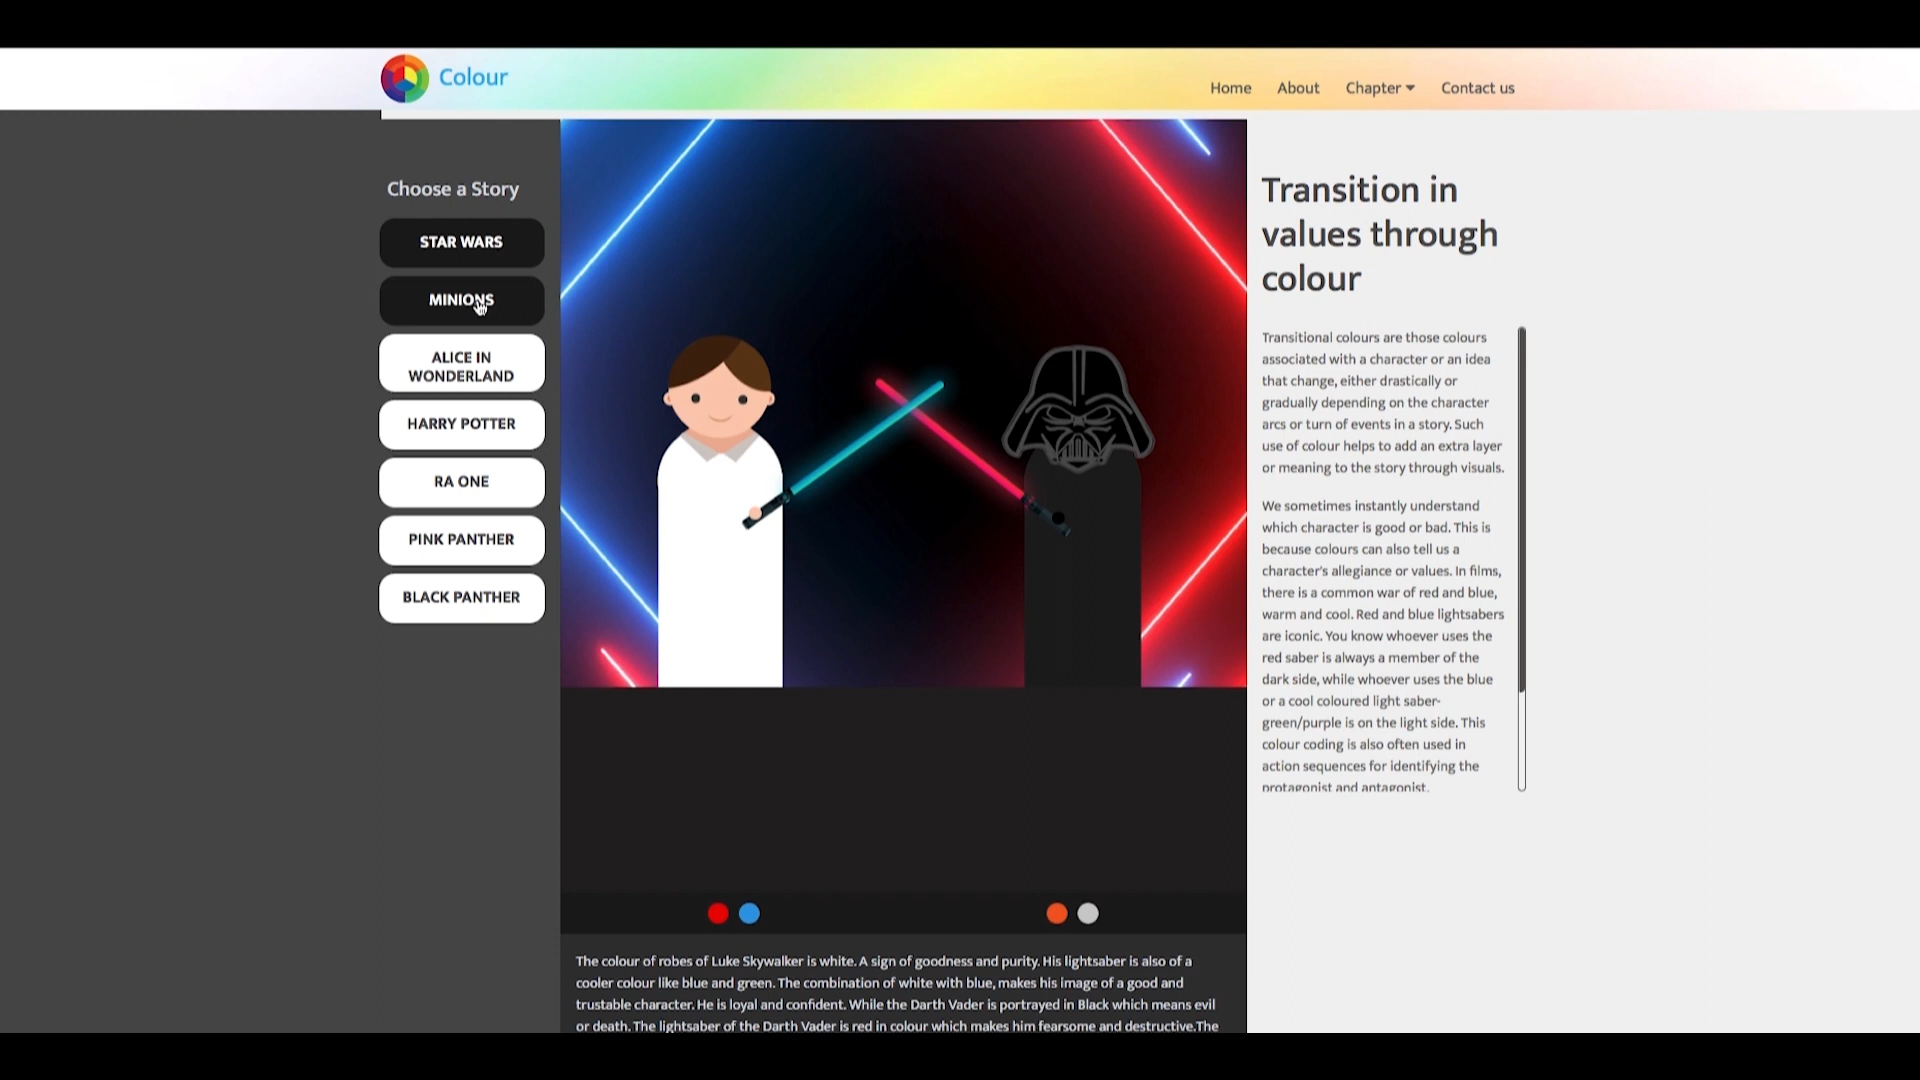 Colour
Home
About
Chapter
Contact us
Choose a Story
STAR WARS
MINIONS
ALICE IN
WONDERLAND
HARRY POTTER
RA ONE
PINK PANTHER
BLACK PANTHER
Transition in
values through
colour
Transitional colours are those colours
associated with a character or an idea
that change, either drastically or
gradually depending on the character
arcs or turn of events in a story. Such
use of colour helps to add an extra layer
or meaning to the story through visuals.
We sometimes instantly understand
which character is good or bad. This is
because colours can also tell us a
character's allegiance or values. In films,
there is a common war of red and blue,
warm and cool. Red and blue lightsabers
are iconic. You know whoever uses the
red saber is always a member of the
dark side, while whoever uses the blue
or a cool coloured light saber-
green/purple is on the light side. This
colour coding is also often used in
action sequences for identifying the
protagonist and antagonist.
The colour of robes of Luke Skywalker is white. A sign of goodness and purity. His lightsaber is also of a
cooler colour like blue and green. The combination of white with blue, makes his image of a good and
trustable character. He is loyal and confident. While the Darth Vader is portrayed in Black which means evil
or death. The lightsaber of the Darth Vader is red in colour which makes him fearsome and destructive.The